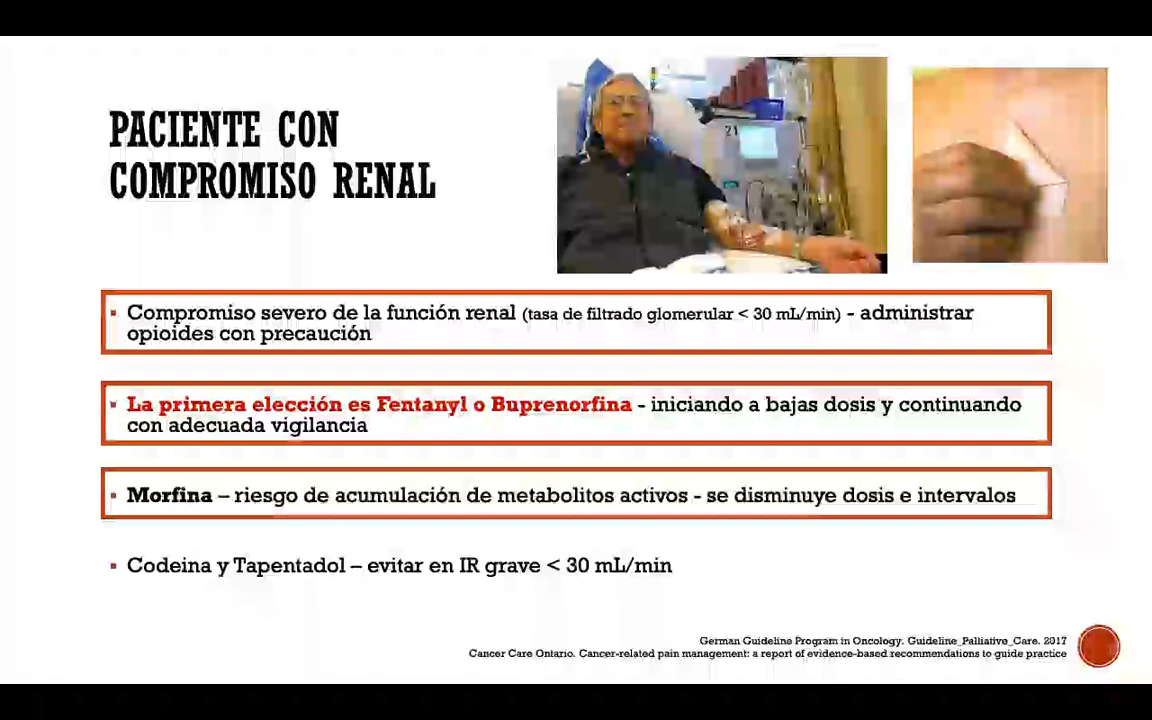 PACIENTE CON
COMPROMISO RENAL
21
▪ Compromiso severo de la función renal (tasa de filtrado glomerular < 30 mL/min) - administrar
opioides con precaución
▪ La primera elección es Fentanyl o Buprenorfina - iniciando a bajas dosis y continuando
con adecuada vigilancia
▪ Morfina – riesgo de acumulación de metabolitos activos - se disminuye dosis e intervalos
▪ Codeina y Tapentadol – evitar en IR grave < 30 mL/min
German Guideline Program in Oncology. Guideline_Palliative_Care. 2017
Cancer Care Ontario. Cancer-related pain management: a report of evidence-based recommendations to guide practice